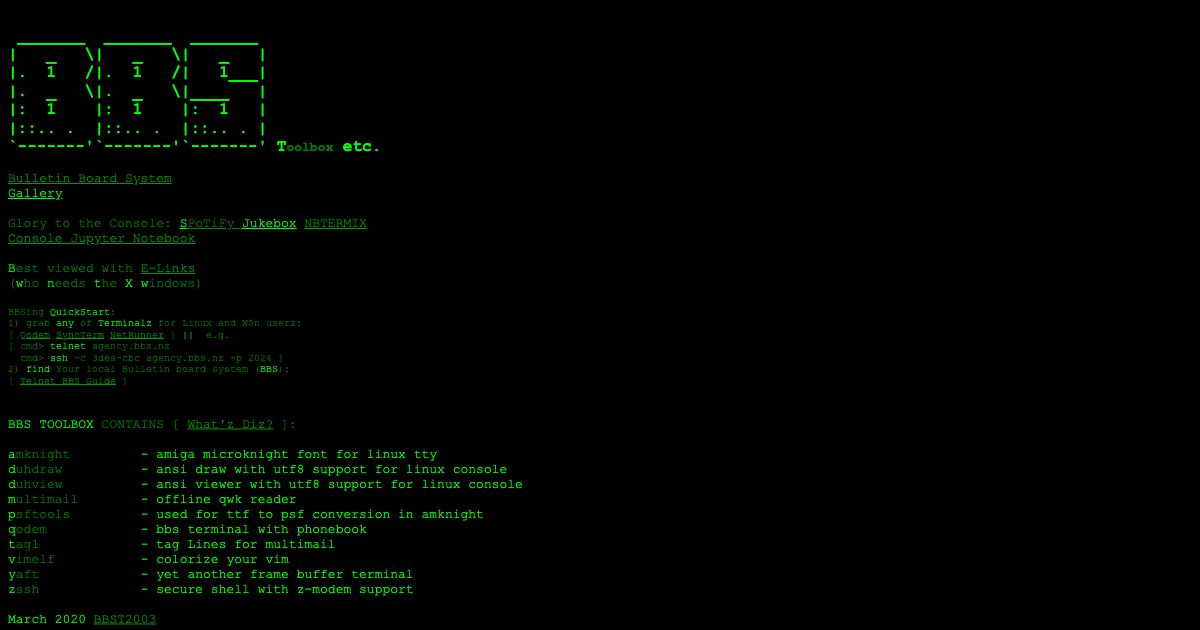 _______  _______  _______
|   _   \|   _   \|   _   |
|.  1   /|.  1   /|   1___|
|.  _   \|.  _   \|____   |
|:  1    |:  1    |:  1   |
|::.. .  |::.. .  |::.. . |
`-------'`-------'`-------' Toolbox etc.
Bulletin Board System
Gallery
Glory to the Console: SPoTiFy Jukebox NBTERMIX
Console Jupyter Notebook
Best viewed with E-Links
(who needs the X windows)
BBSing QuickStart:
1) grab any of Terminalz for Linux and W$n userz:
[ Qodem SyncTerm NetRunner ] || e.g.
[ cmd> telnet agency.bbs.nz
cmd> ssh -c 3des-cbc agency.bbs.nz -p 2024 ]
2) find Your local Bulletin board system (BBS):
[ Telnet BBS Guide ]
BBS TOOLBOX CONTAINS [ What'z Diz? ]:
amknight - amiga microknight font for linux tty
duhdraw - ansi draw with utf8 support for linux console
duhview - ansi viewer with utf8 support for linux console
multimail - offline qwk reader
psftools - used for ttf to psf conversion in amknight
qodem - bbs terminal with phonebook
tagl - tag Lines for multimail
vimelf - colorize your vim
yaft - yet another frame buffer terminal
zssh - secure shell with z-modem support
March 2020 BBST2003